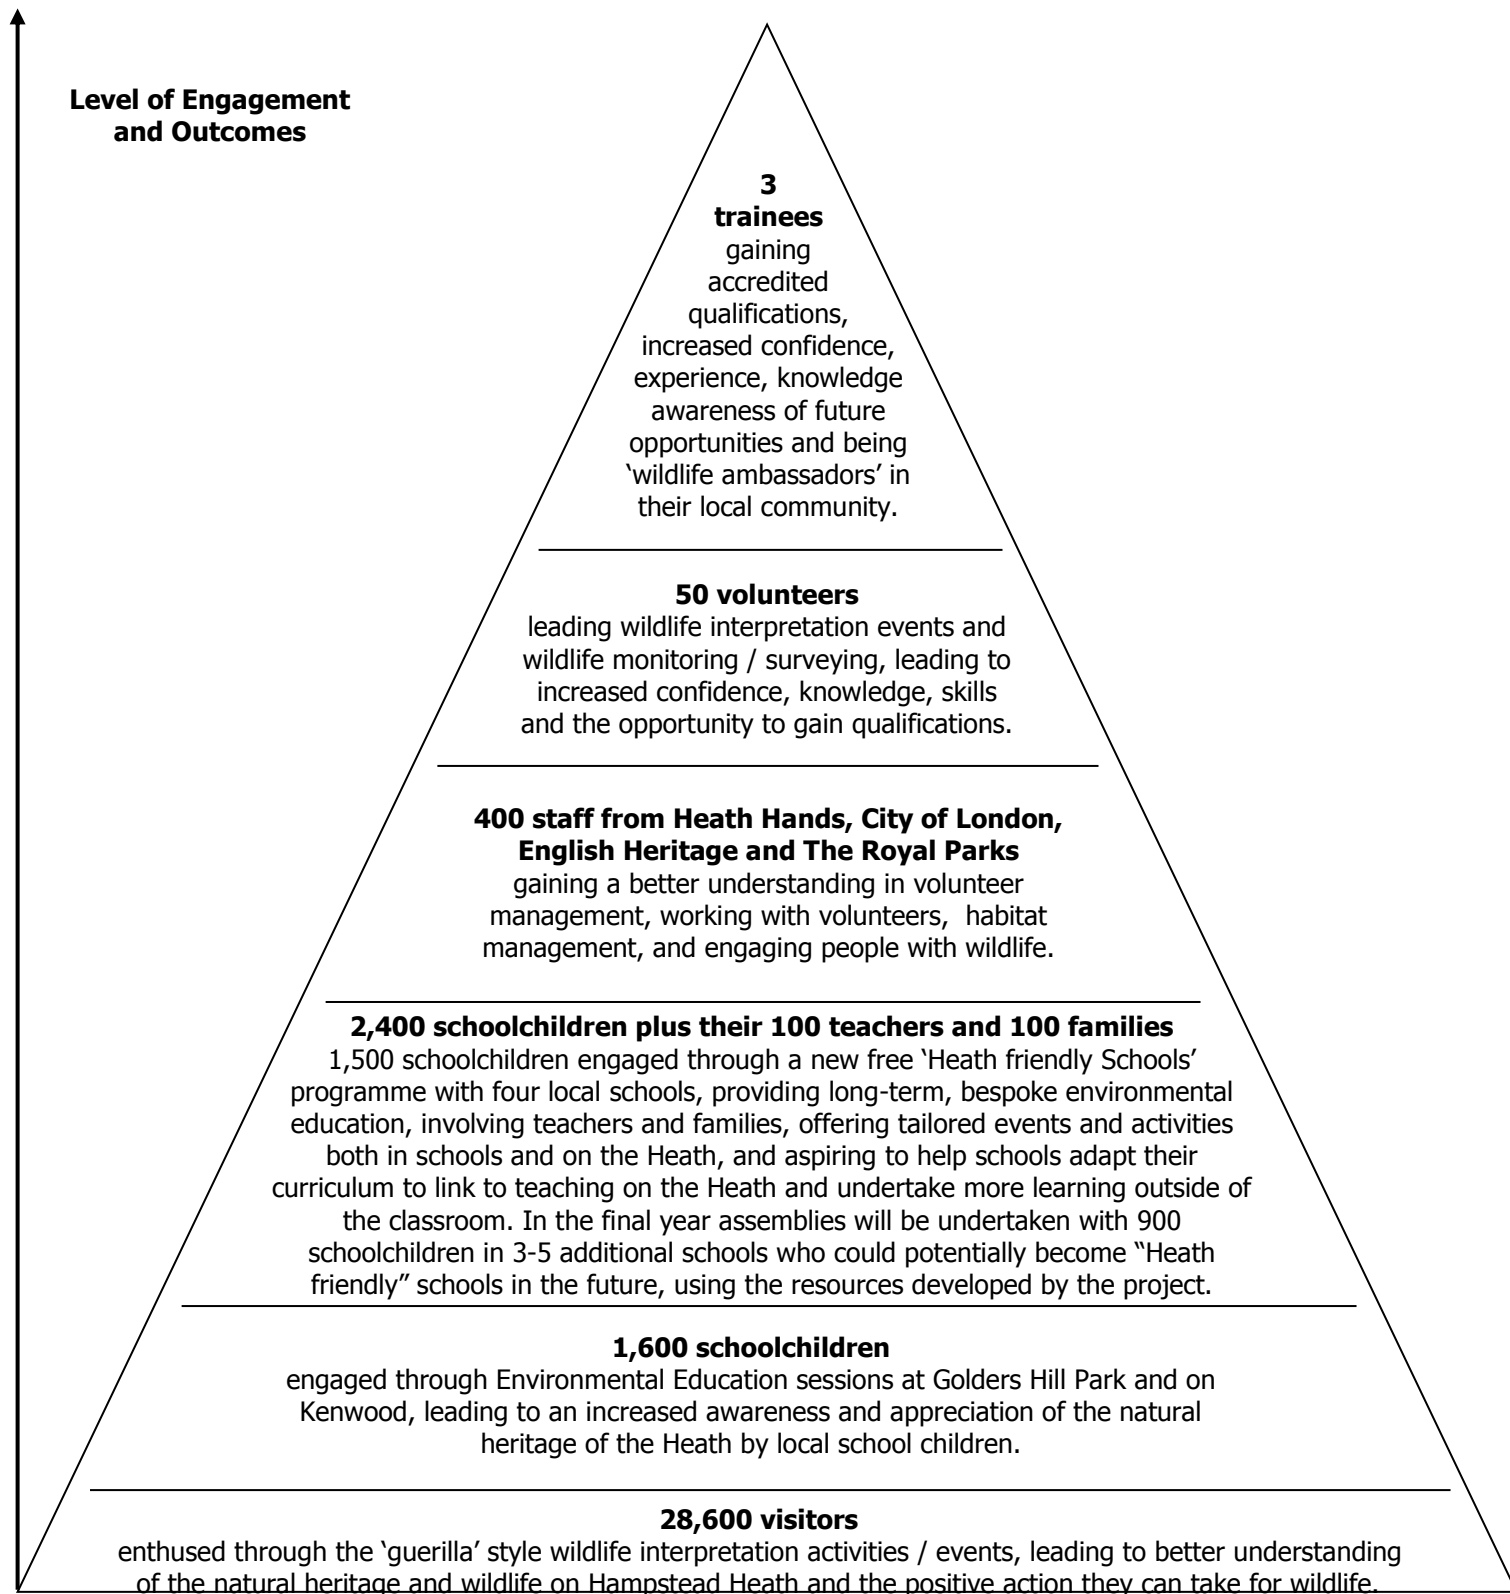 Level of Engagement
and Outcomes
3
trainees
gaining
accredited
qualifications,
increased confidence,
experience, knowledge
awareness of future
opportunities and being
‘wildlife ambassadors’ in
their local community.
50 volunteers
leading wildlife interpretation events and
wildlife monitoring / surveying, leading to
increased confidence, knowledge, skills
and the opportunity to gain qualifications.
400 staff from Heath Hands, City of London,
English Heritage and The Royal Parks
gaining a better understanding in volunteer
management, working with volunteers, habitat
management, and engaging people with wildlife.
2,400 schoolchildren plus their 100 teachers and 100 families
1,500 schoolchildren engaged through a new free ‘Heath friendly Schools’
programme with four local schools, providing long-term, bespoke environmental
education, involving teachers and families, offering tailored events and activities
both in schools and on the Heath, and aspiring to help schools adapt their
curriculum to link to teaching on the Heath and undertake more learning outside of
the classroom. In the final year assemblies will be undertaken with 900
schoolchildren in 3-5 additional schools who could potentially become “Heath
friendly” schools in the future, using the resources developed by the project.
1,600 schoolchildren
engaged through Environmental Education sessions at Golders Hill Park and on
Kenwood, leading to an increased awareness and appreciation of the natural
heritage of the Heath by local school children.
28,600 visitors
enthused through the ‘guerilla’ style wildlife interpretation activities / events, leading to better understanding
of the natural heritage and wildlife on Hampstead Heath and the positive action they can take for wildlife.